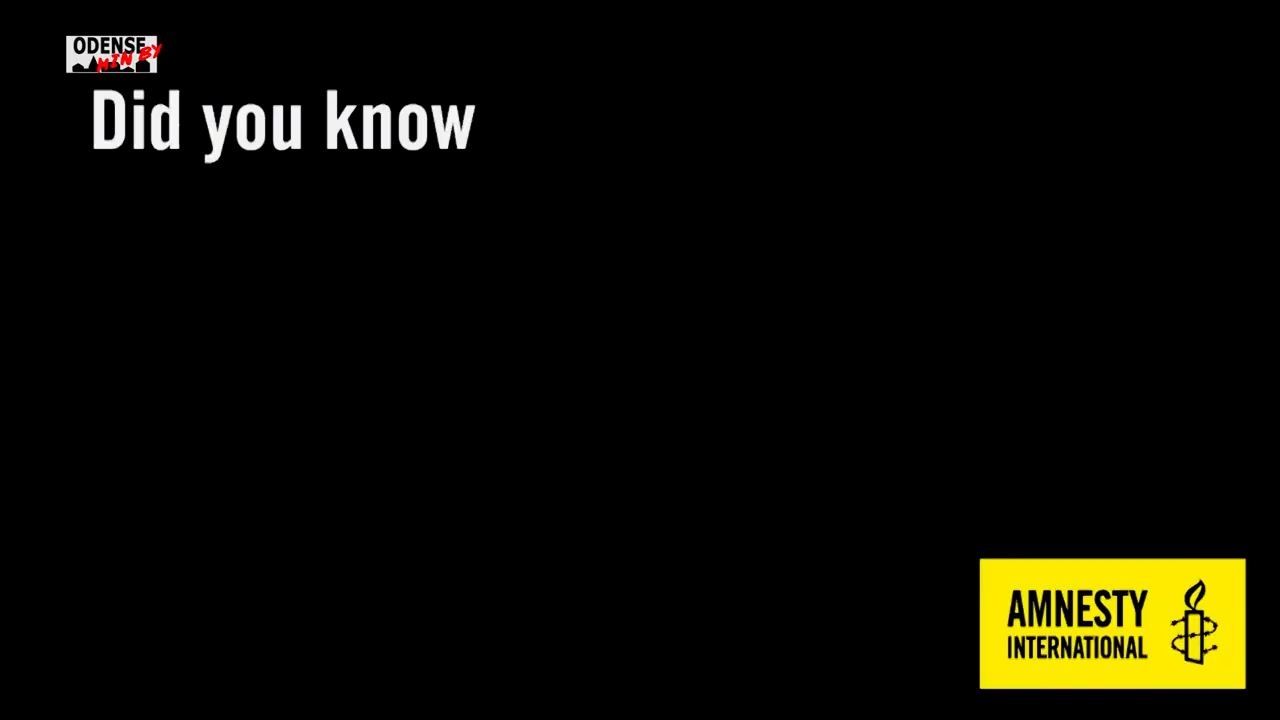 ODENSE
MIN BY
Did you know
AMNESTY
INTERNATIONAL